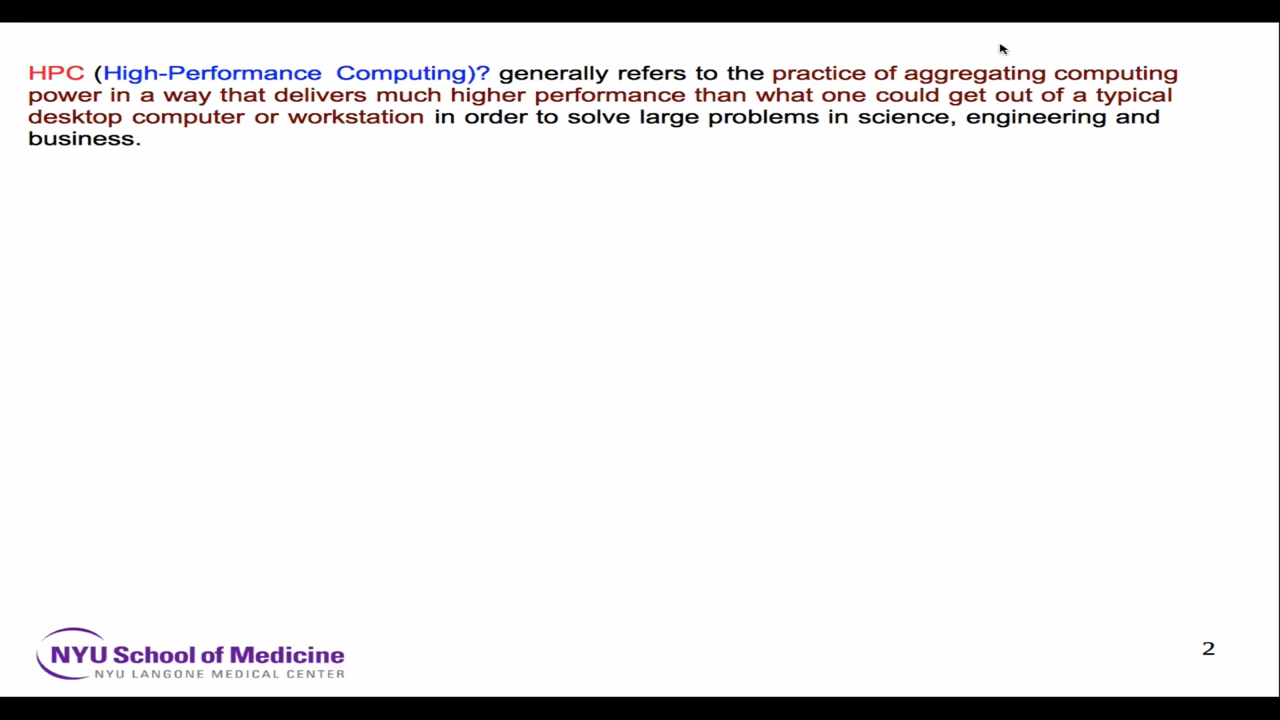 HPC (High-Performance Computing)? generally refers to the practice of aggregating computing
power in a way that delivers much higher performance than what one could get out of a typical
desktop computer or workstation in order to solve large problems in science, engineering and
business.
NYU School of Medicine
NYU LANGONE MEDICAL CENTER
2